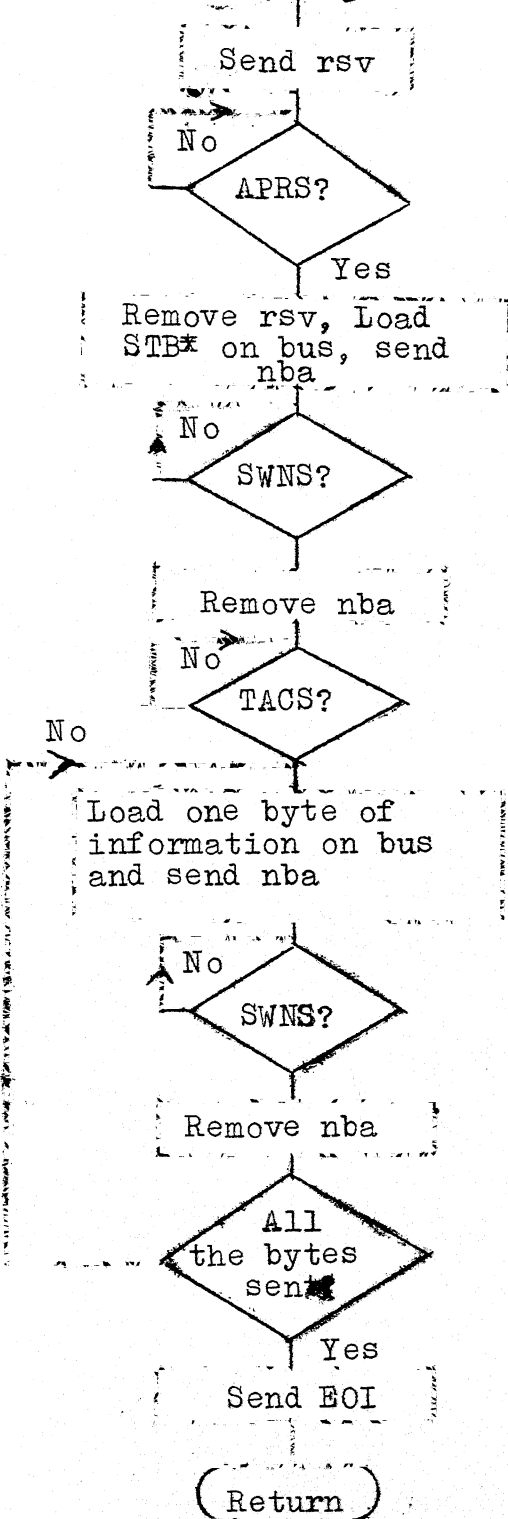 Send rsv
No
APRS?
Yes
Remove rsv, Load
STB* on bus, send
nba
No
SWNS?
Remove nba
No
TACS?
No
Load one byte of
information on bus
and send nba
No
SWNS?
Remove nba
All
the bytes
sent
Yes
Send EOI
Return